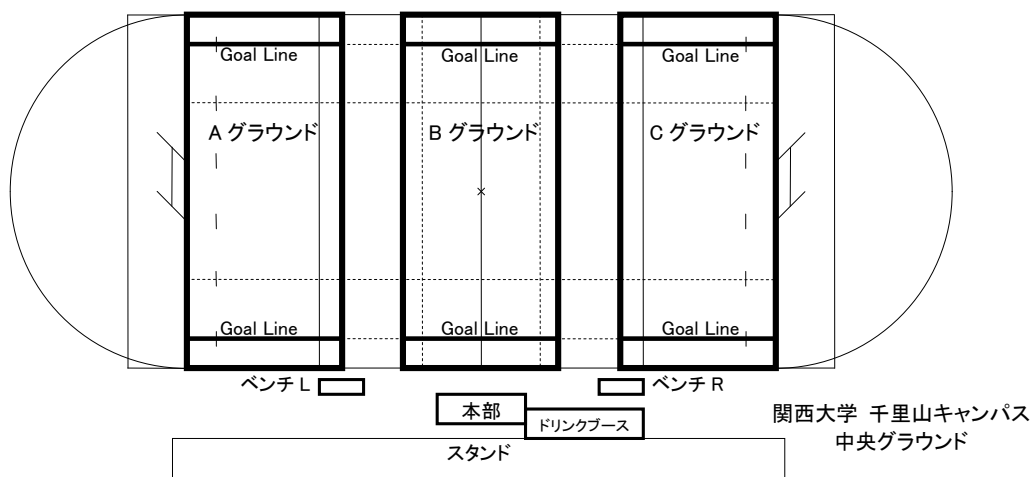 Goal Line
Goal Line
Goal Line
A グラウンド
B グラウンド
C グラウンド
Goal Line
Goal Line
Goal Line
ベンチ L
ベンチ R
本部
ドリンクブース
スタンド
関西大学 千里山キャンパス
中央グラウンド